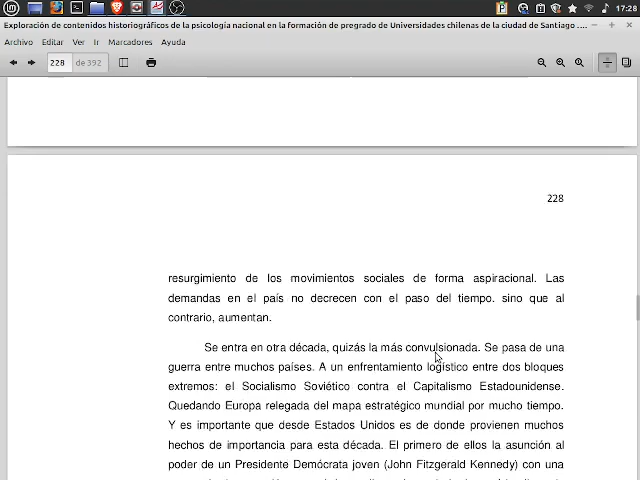 17:28
Exploración de contenidos historiográficos de la psicología nacional en la formación de pregrado de Universidades chilenas de la ciudad de Santiago ....
Archivo Editar Ver Ir Marcadores Ayuda
228 de 392
228
resurgimiento de los movimientos sociales de forma aspiracional. Las
demandas en el país no decrecen con el paso del tiempo. sino que al
contrario, aumentan.
Se entra en otra década, quizás la más convulsionada. Se pasa de una
guerra entre muchos países. A un enfrentamiento logístico entre dos bloques
extremos: el Socialismo Soviético contra el Capitalismo Estadounidense.
Quedando Europa relegada del mapa estratégico mundial por mucho tiempo.
Y es importante que desde Estados Unidos es de donde provienen muchos
hechos de importancia para esta década. El primero de ellos la asunción al
poder de un Presidente Demócrata joven (John Fitzgerald Kennedy) con una